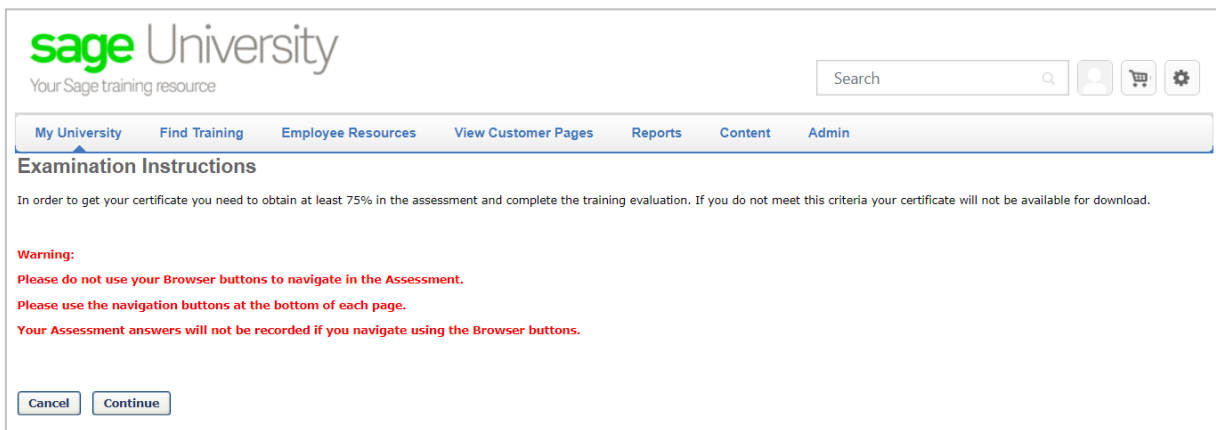 sage University
Your Sage training resource
Search
My University Find Training Employee Resources View Customer Pages Reports Content Admin
Examination Instructions
In order to get your certificate you need to obtain at least 75% in the assessment and complete the training evaluation. If you do not meet this criteria your certificate will not be available for download.
Warning:
Please do not use your Browser buttons to navigate in the Assessment.
Please use the navigation buttons at the bottom of each page.
Your Assessment answers will not be recorded if you navigate using the Browser buttons.
Cancel Continue